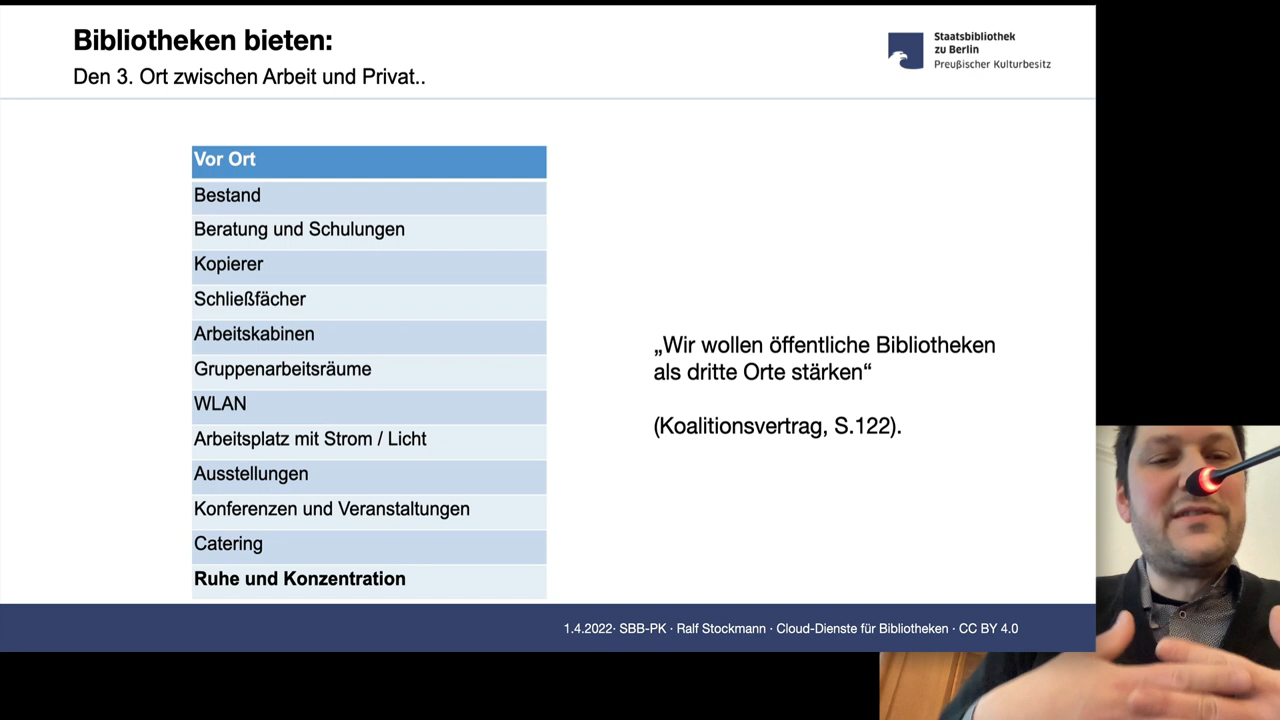 Bibliotheken bieten:
Den 3. Ort zwischen Arbeit und Privat..
Staatsbibliothek
zu Berlin
Preußischer Kulturbesitz
Vor Ort
Bestand
Beratung und Schulungen
Kopierer
Schließfächer
Arbeitskabinen
Gruppenarbeitsräume
WLAN
Arbeitsplatz mit Strom / Licht
Ausstellungen
Konferenzen und Veranstaltungen
Catering
Ruhe und Konzentration
„Wir wollen öffentliche Bibliotheken
als dritte Orte stärken“
(Koalitionsvertrag, S.122).
1.4.2022· SBB-PK · Ralf Stockmann · Cloud-Dienste für Bibliotheken · CC BY 4.0